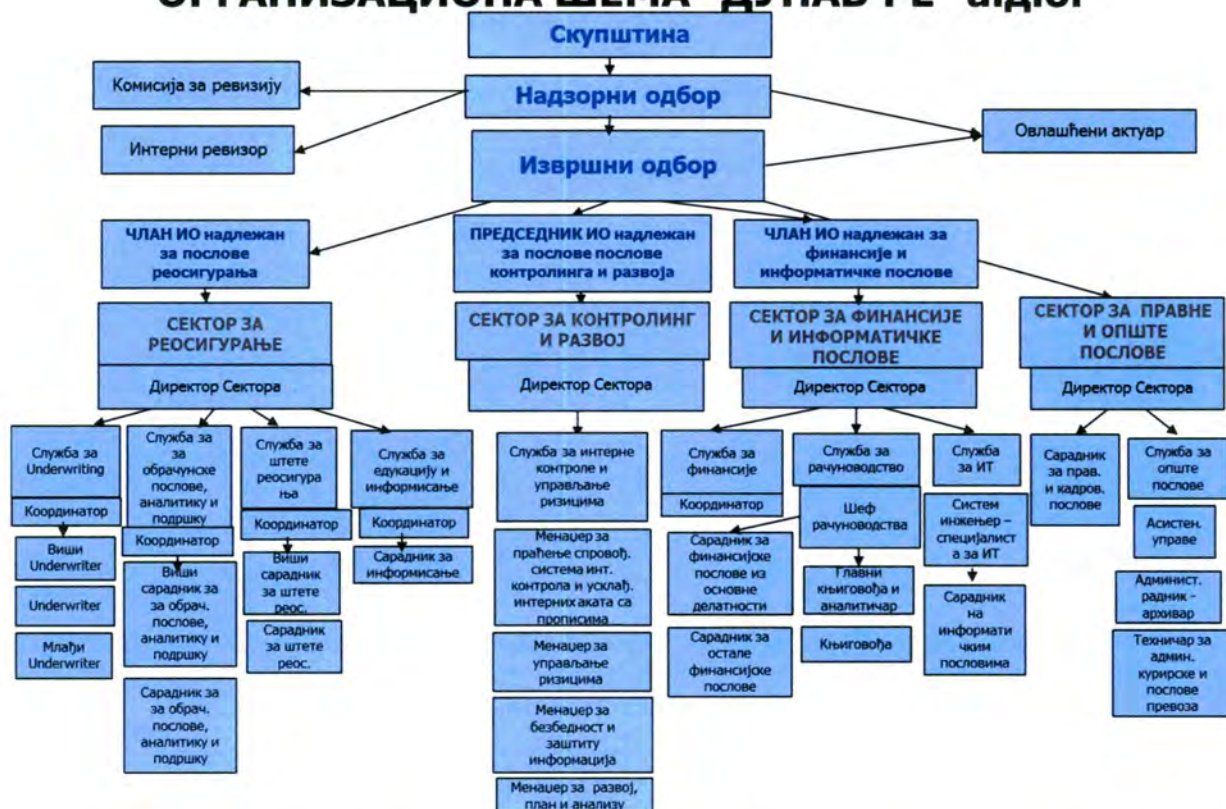 ОРГАНИЗАЦИОНА ШЕМА "ДУНАВ РЕ" а.д.о.
Скупштина
Комисија за ревизију
Надзорни одбор
Интерни ревизор
Овлашћени актуар
Извршни одбор
ЧЛАН ИО надлежан
за послове
реосигурања
ПРЕДСЕДНИК ИО надлежан
за послове послове
контролинга и развоја
ЧЛАН ИО надлежан за
финансије и
информатичке послове
СЕКТОР ЗА
РЕОСИГУРАЊЕ
Директор Сектора
СЕКТОР ЗА КОНТРОЛИНГ
И РАЗВОЈ
Директор Сектора
СЕКТОР ЗА ФИНАНСИЈЕ
И ИНФОРМАТИЧКЕ
ПОСЛОВЕ
Директор Сектора
СЕКТОР ЗА ПРАВНЕ
И ОПШТЕ
ПОСЛОВЕ
Директор Сектора
Служба за
Underwriting
Координатор
Виши
Underwriter
Underwriter
Млађи
Underwriter
Служба за
за
обрачунске
послове,
аналитику и
подршку
Координатор
Виши
сарадник за
за обрач.
послове,
аналитику и
подршку
Сарадник за
за обрач.
послове,
аналитику и
подршку
Служба за
штете
реосигура
ња
Координатор
Виши
сарадник
за штете
реос.
Сарадник
за штете
реос.
Служба за
едукацију и
информисање
Координатор
Сарадник за
информисање
Служба за интерне
контроле и
управљање
ризицима
Менаџер за
праћење спровођ.
система инт.
контрола и усклађ.
интерних аката са
прописима
Менаџер за
управљање
ризицима
Менаџер за
безбедност и
заштиту
информација
Менаџер за развој,
план и анализу
Служба за
финансије
Координатор
Сарадник за
финансијске
послове из
основне
делатности
Сарадник за
остале
финансијске
послове
Служба за
рачуноводство
Шеф
рачуноводства
Главни
књиговођа и
аналитичар
Књиговођа
Служба
за ИТ
Систем
инжењер –
специјалист
а за ИТ
Сарадник
на
информати
чким
пословима
Сарадник
за прав.
и кадров.
послове
Служба за
опште
послове
Асистен.
управе
Админист.
радник -
архивар
Техничар за
админ.
курирске и
послове
превоза